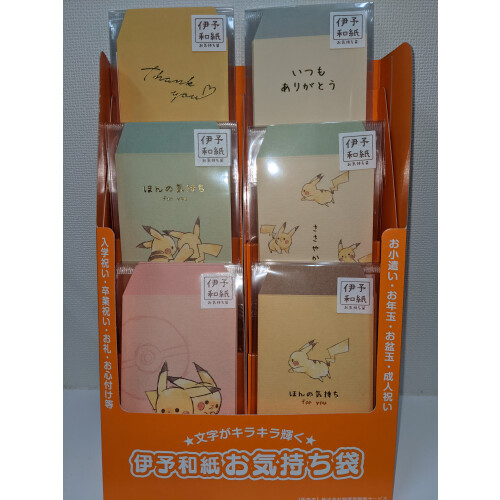 伊予
和紙
お気持ち袋
Thank
you♡
伊予
和紙
お気持ち袋
いつも
ありがとう
伊予
和紙
お気持ち袋
ほんの気持ち
for you
伊予
和紙
お気持ち袋
ささやか
伊予
和紙
お気持ち袋
伊予
和紙
お気持ち袋
ほんの気持ち
for you
入学祝い・卒業祝い・お礼・お心付け等
お小遣い・お年玉・お盆玉・成人祝い
★文字がキラキラ輝く★
伊予和紙お気持ち袋